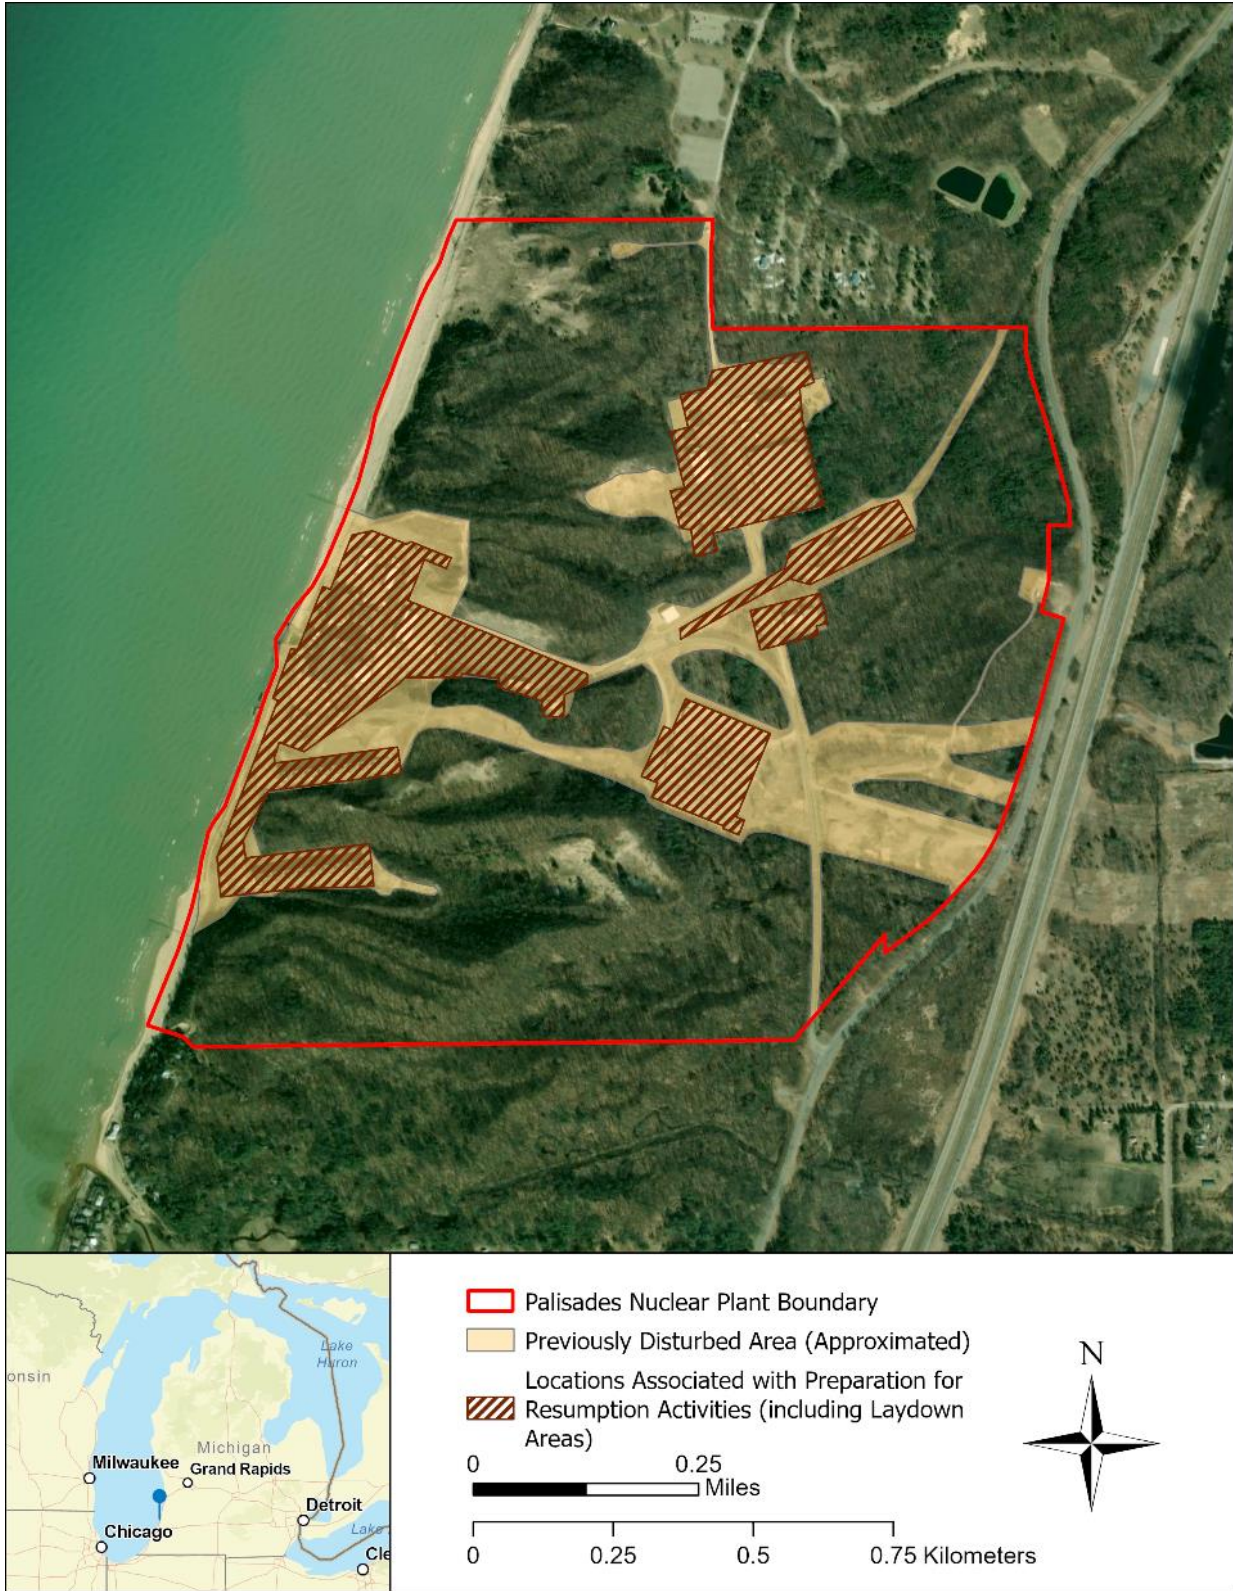 Palisades Nuclear Plant Boundary
Previously Disturbed Area (Approximated)
Locations Associated with Preparation for
Resumption Activities (including Laydown
Areas)
0 0.25
Miles
0 0.25 0.5 0.75 Kilometers
N
Lake
Huron
onsin
Michigan
Milwaukee
Grand Rapids
Detroit
Chicago
Lake
Cle